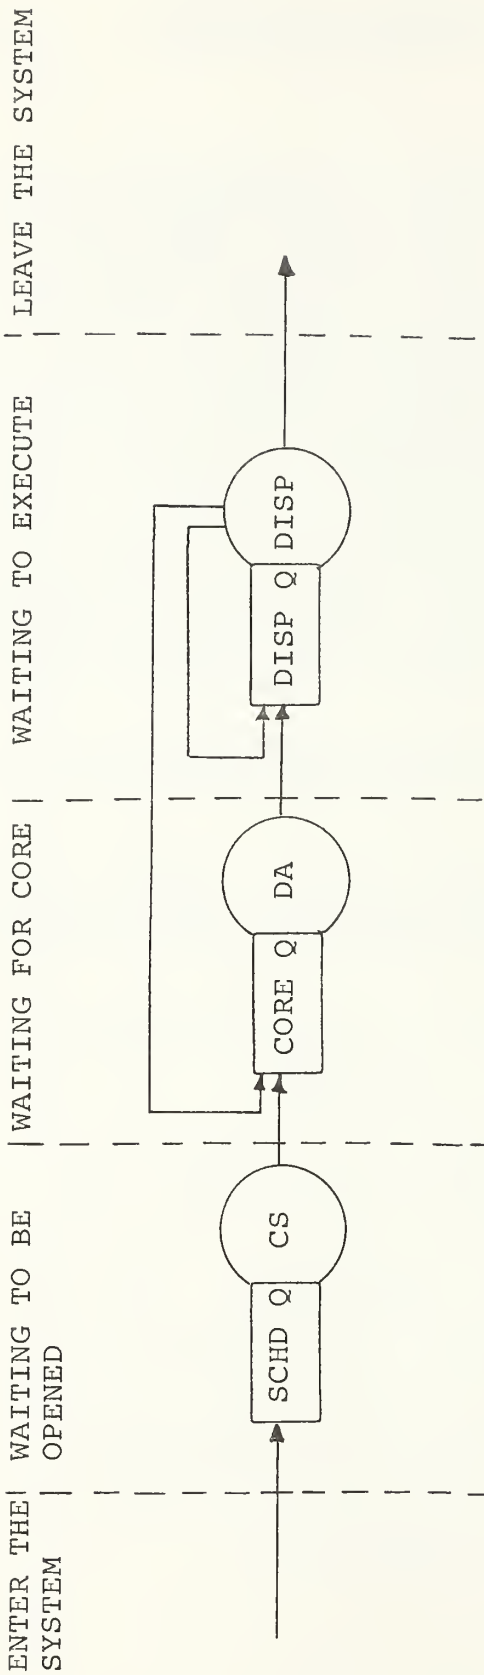 ENTER THE
SYSTEM
WAITING TO BE
OPENED
WAITING FOR CORE
WAITING TO EXECUTE
LEAVE THE SYSTEM
SCHD Q
CS
CORE Q
DA
DISP Q
DISP